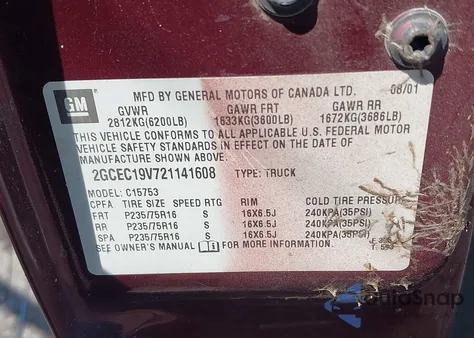 08/01
GM
MFD BY GENERAL MOTORS OF CANADA LTD.
GVWR GAWR FRT GAWR RR
2812KG(6200LB) 1633KG(3600LB) 1672KG(3686LB)
THIS VEHICLE CONFORMS TO ALL APPLICABLE U.S. FEDERAL MOTOR
VEHICLE SAFETY STANDARDS IN EFFECT ON THE DATE OF
MANUFACTURE SHOWN ABOVE.
2GCEC19V721141608 TYPE: TRUCK
MODEL: C15753
CPFA TIRE SIZE SPEED RTG RIM COLD TIRE PRESSURE
FRT P235/75R16 S 16X6.5J 240KPA(35PSI)
RR P235/75R16 S 16X6.5J 240KPA(35PSI)
SPA P235/75R16 S 16X6.5J 240KPA(35PSI)
SEE OWNER'S MANUAL FOR MORE INFORMATION
AutoSnap